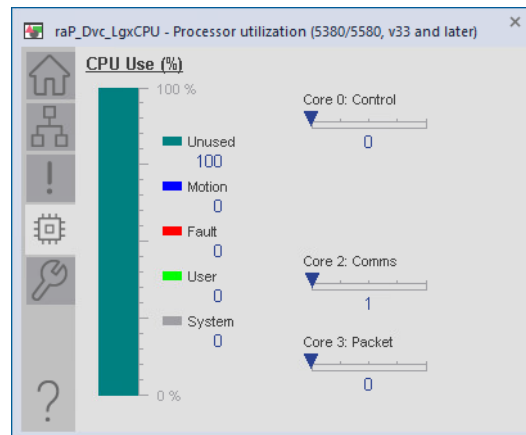 raP_Dvc_LgxCPU - Processor utilization (5380/5580, v33 and later)
CPU Use (%)
100 %
Unused
100
Motion
0
Fault
0
User
0
System
0
0 %
Core 0: Control
0
Core 2: Comms
1
Core 3: Packet
0
?